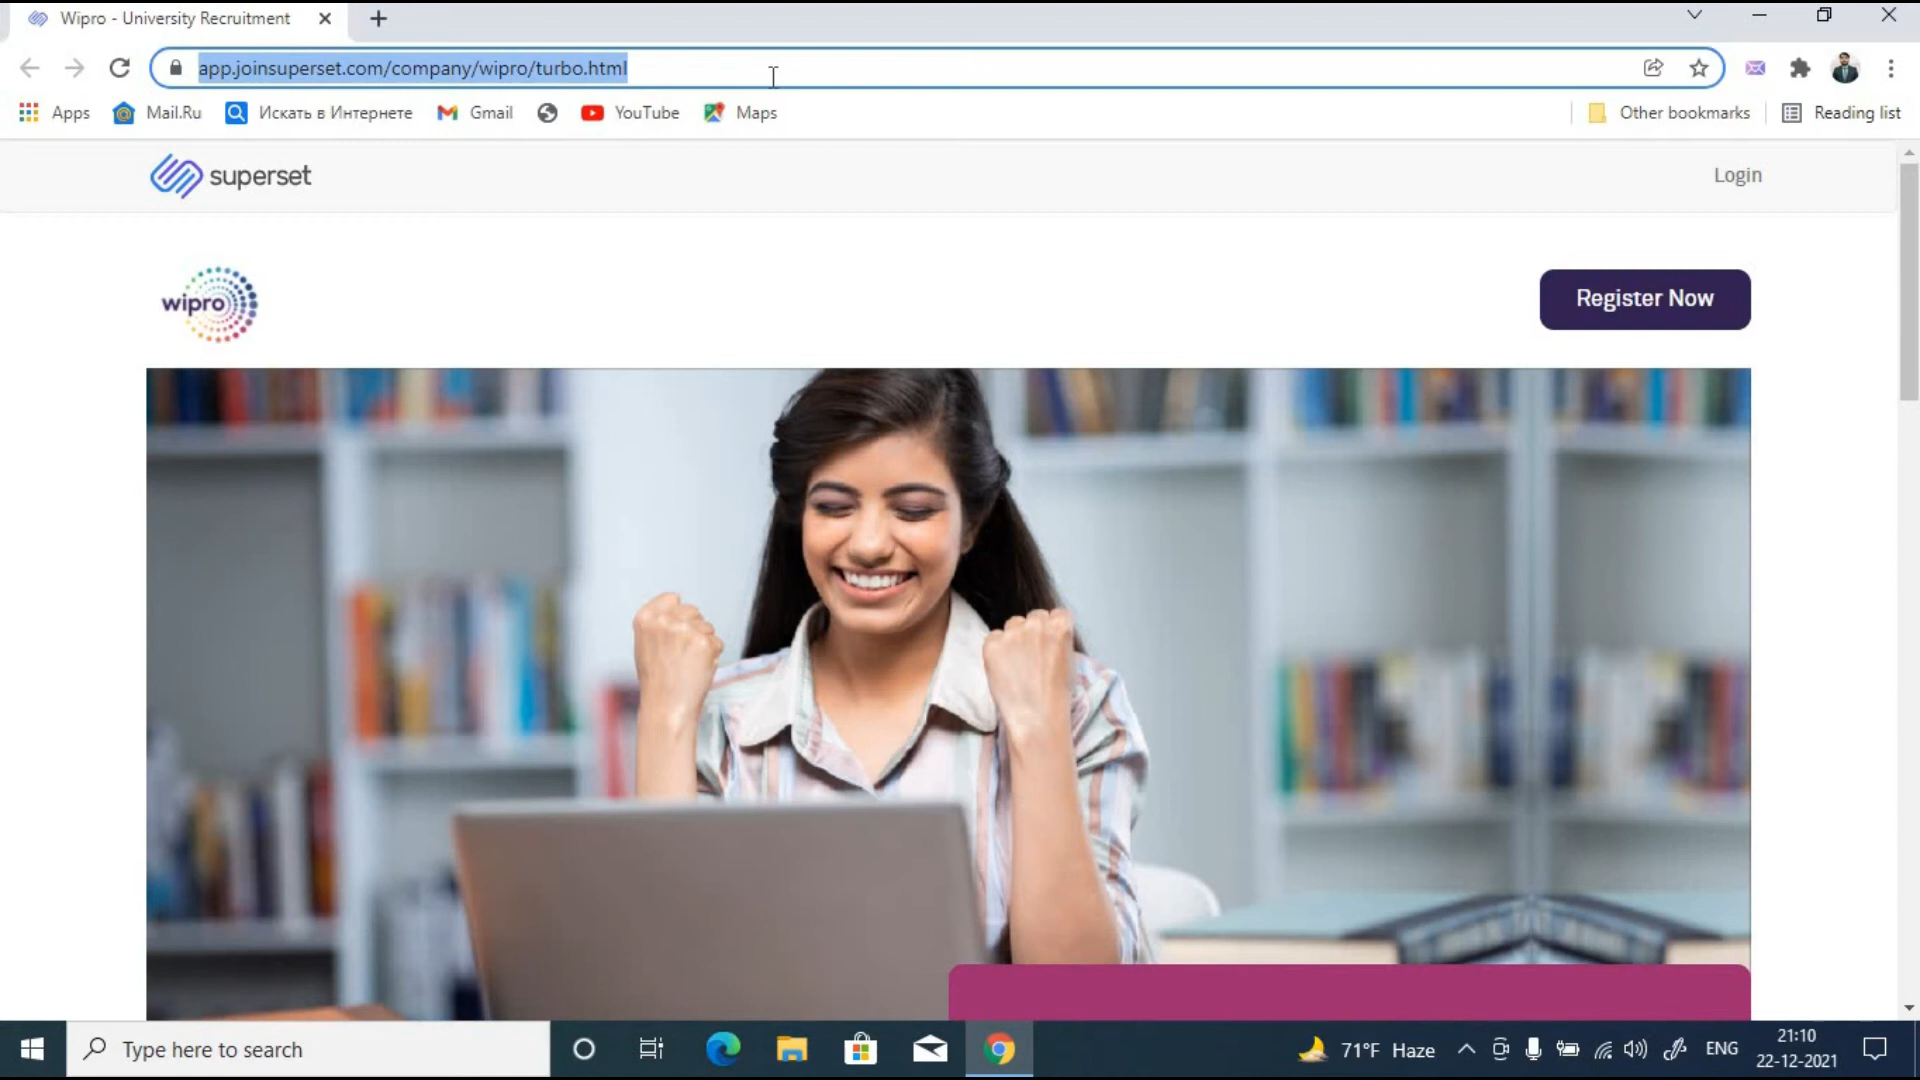 Wipro - University Recruitment
app.joinsuperset.com/company/wipro/turbo.html
Apps Mail.Ru Искать в Интернете Gmail YouTube Maps Other bookmarks Reading list
superset Login
wipro Register Now
Type here to search 71°F Haze ENG 21:10
22-12-2021